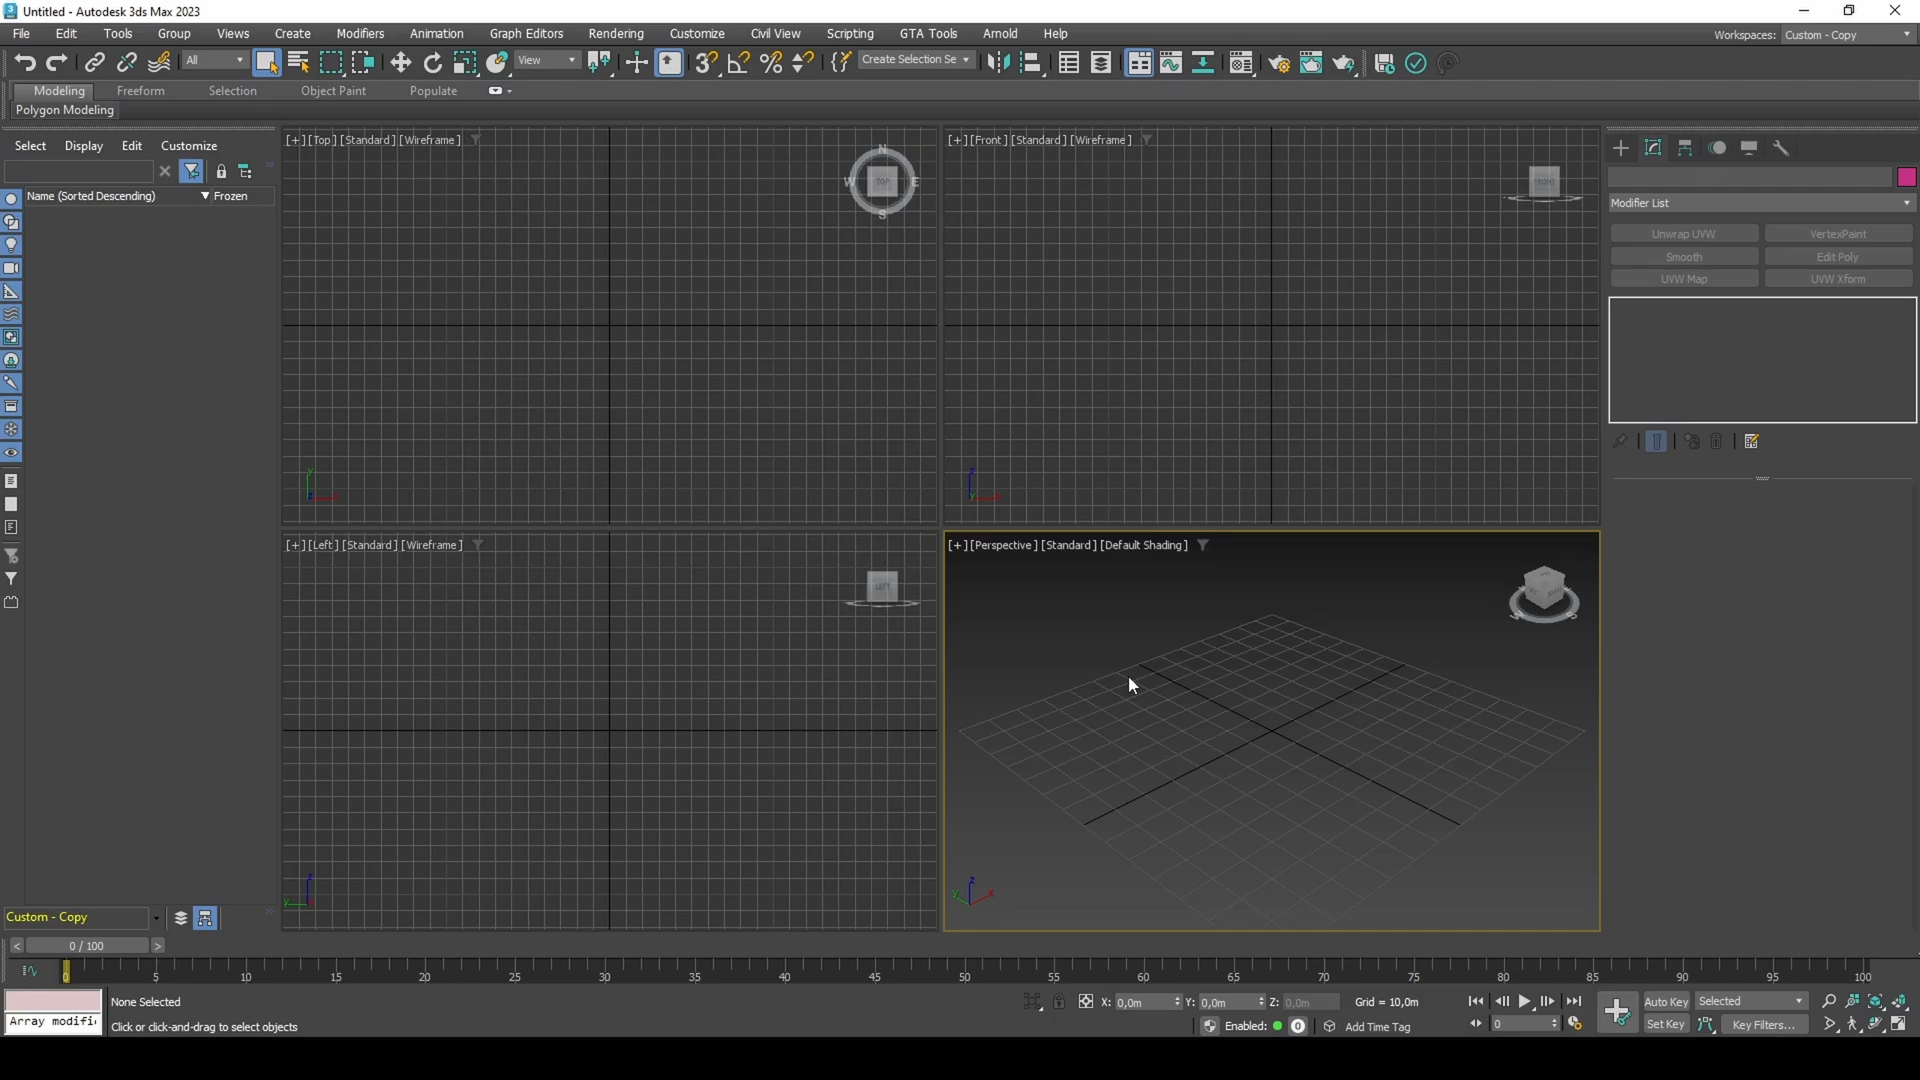 Untitled - Autodesk 3ds Max 2023
File Edit Tools Group Views Create Modifiers Animation Graph Editors Rendering Customize Civil View Scripting GTA Tools Arnold Help
Workspaces: Custom - Copy
All View Create Selection Se
Modeling Freeform Selection Object Paint Populate
Polygon Modeling
Select Display Edit Customize
Name (Sorted Descending) Frozen
[+] [Top] [Standard] [Wireframe]
N
W TOP E
S
[+] [Front] [Standard] [Wireframe]
FRONT
Modifier List
Unwrap UVW VertexPaint
Smooth Edit Poly
UVW Map UVW Xform
y
z x
z
y x
[+] [Left] [Standard] [Wireframe]
LEFT
[+] [Perspective] [Standard] [Default Shading]
W S
z
y
z
y x
Custom - Copy
< 0 / 100 >
0 5 10 15 20 25 30 35 40 45 50 55 60 65 70 75 80 85 90 95 100
None Selected
X: 0,0m Y: 0,0m Z: 0,0m Grid = 10,0m
Auto Key Selected
Array modifi
Click or click-and-drag to select objects
Enabled: 0 Add Time Tag
0
Set Key Key Filters...